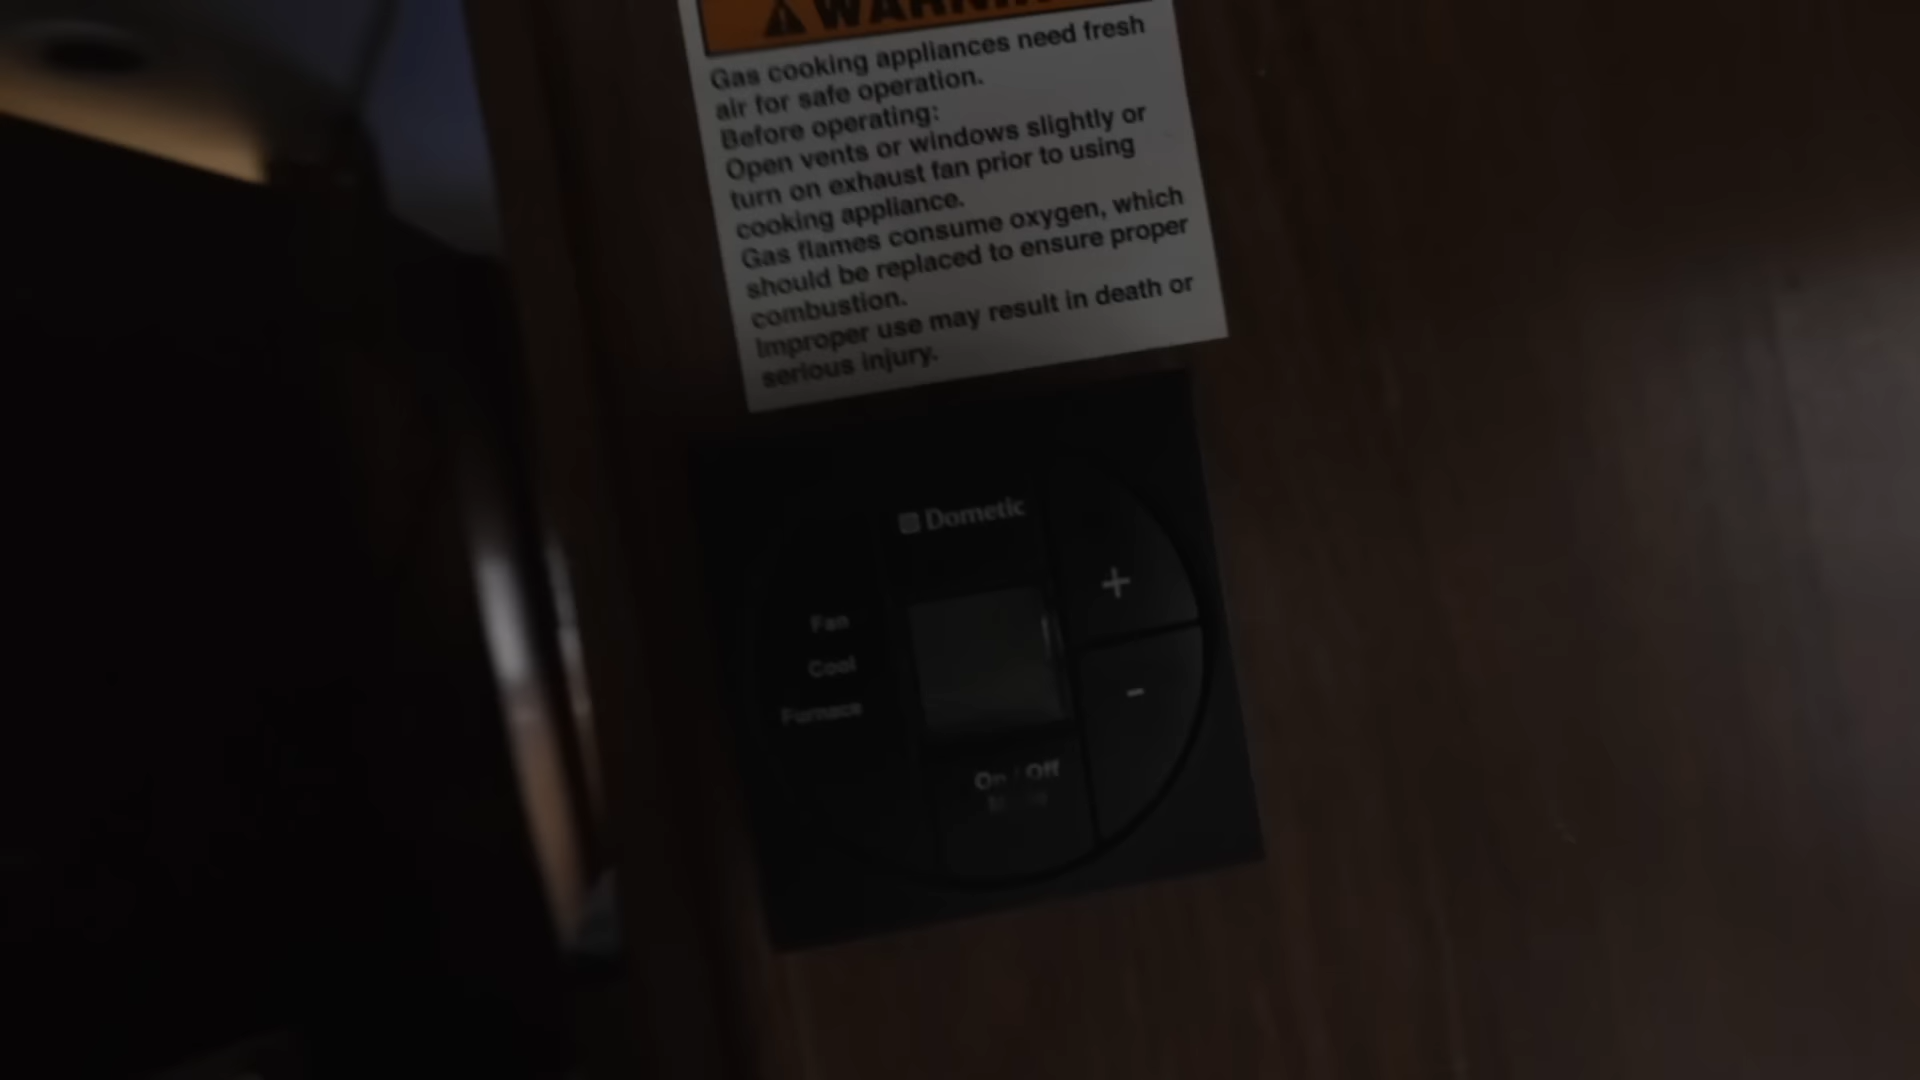 WARNIN
Gas cooking appliances need fresh
air for safe operation.
Before operating:
Open vents or windows slightly or
turn on exhaust fan prior to using
cooking appliance.
Gas flames consume oxygen, which
should be replaced to ensure proper
combustion.
Improper use may result in death or
serious injury.
Dometic
+
Fan
Cool
-
Furnace
On / Off